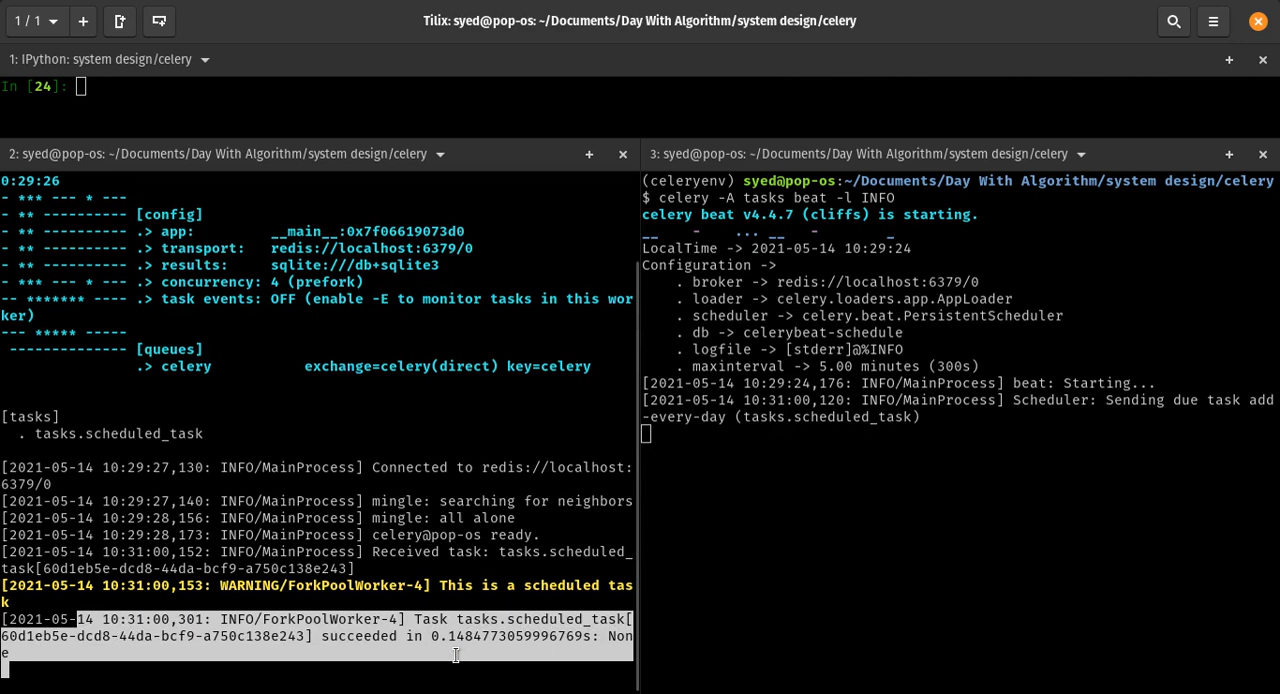 1 / 1
Tilix: syed@pop-os: ~/Documents/Day With Algorithm/system design/celery
1: IPython: system design/celery
In [24]:
2: syed@pop-os: ~/Documents/Day With Algorithm/system design/celery
0:29:26
- *** --- * ---
- ** ---------- [config]
- ** ---------- .> app:         __main__:0x7f06619073d0
- ** ---------- .> transport:   redis://localhost:6379/0
- ** ---------- .> results:     sqlite:///db+sqlite3
- *** --- * --- .> concurrency: 4 (prefork)
-- ******* ---- .> task events: OFF (enable -E to monitor tasks in this wor
ker)
--- ***** -----
 -------------- [queues]
                .> celery           exchange=celery(direct) key=celery
[tasks]
  . tasks.scheduled_task
[2021-05-14 10:29:27,130: INFO/MainProcess] Connected to redis://localhost:
6379/0
[2021-05-14 10:29:27,140: INFO/MainProcess] mingle: searching for neighbors
[2021-05-14 10:29:28,156: INFO/MainProcess] mingle: all alone
[2021-05-14 10:29:28,173: INFO/MainProcess] celery@pop-os ready.
[2021-05-14 10:31:00,152: INFO/MainProcess] Received task: tasks.scheduled_
task[60d1eb5e-dcd8-44da-bcf9-a750c138e243]
[2021-05-14 10:31:00,153: WARNING/ForkPoolWorker-4] This is a scheduled tas
k
[2021-05-14 10:31:00,301: INFO/ForkPoolWorker-4] Task tasks.scheduled_task[
60d1eb5e-dcd8-44da-bcf9-a750c138e243] succeeded in 0.1484773059996769s: Non
e
3: syed@pop-os: ~/Documents/Day With Algorithm/system design/celery
(celeryenv) syed@pop-os:~/Documents/Day With Algorithm/system design/celery
$ celery -A tasks beat -l INFO
celery beat v4.4.7 (cliffs) is starting.
__    -    ... __   -        _
LocalTime -> 2021-05-14 10:29:24
Configuration ->
    . broker -> redis://localhost:6379/0
    . loader -> celery.loaders.app.AppLoader
    . scheduler -> celery.beat.PersistentScheduler
    . db -> celerybeat-schedule
    . logfile -> [stderr]@%INFO
    . maxinterval -> 5.00 minutes (300s)
[2021-05-14 10:29:24,176: INFO/MainProcess] beat: Starting...
[2021-05-14 10:31:00,120: INFO/MainProcess] Scheduler: Sending due task add
-every-day (tasks.scheduled_task)